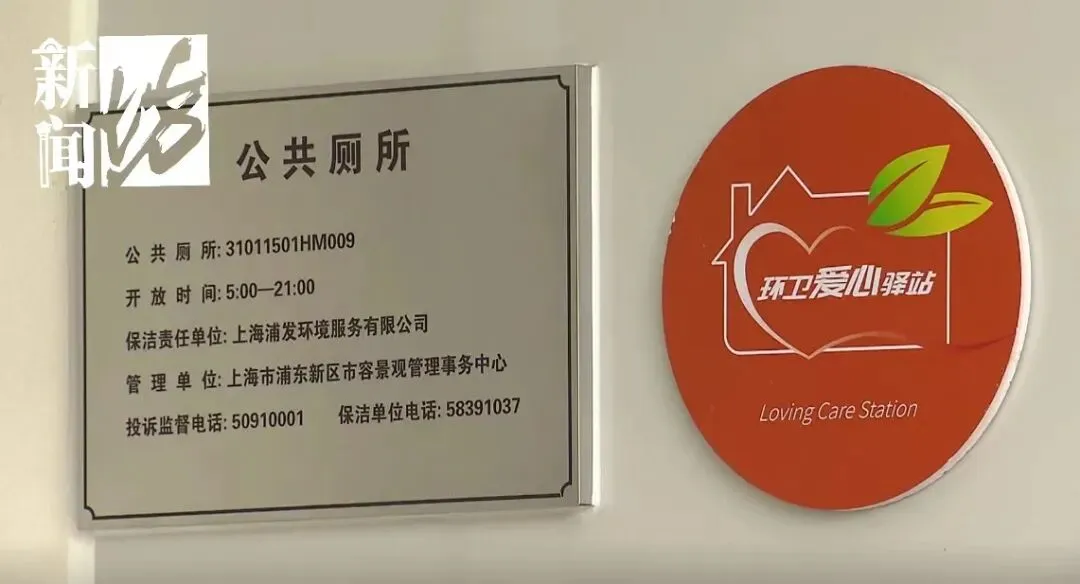 新闻坊
公共厕所
公共厕所: 31011501HM009
开放时间: 5:00—21:00
保洁责任单位: 上海浦发环境服务有限公司
管理单位: 上海市浦东新区市容景观管理事务中心
投诉监督电话: 50910001 保洁单位电话: 58391037
环卫爱心驿站
Loving Care Station